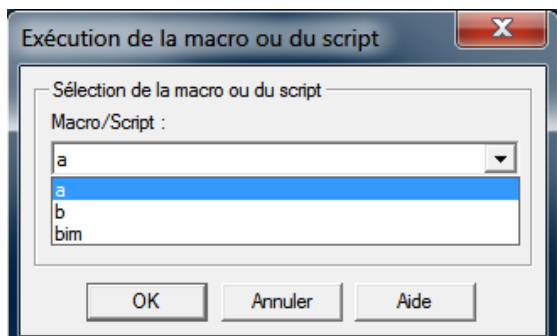 Exécution de la macro ou du script
Sélection de la macro ou du script
Macro/Script :
a
a
b
bim
OK Annuler Aide